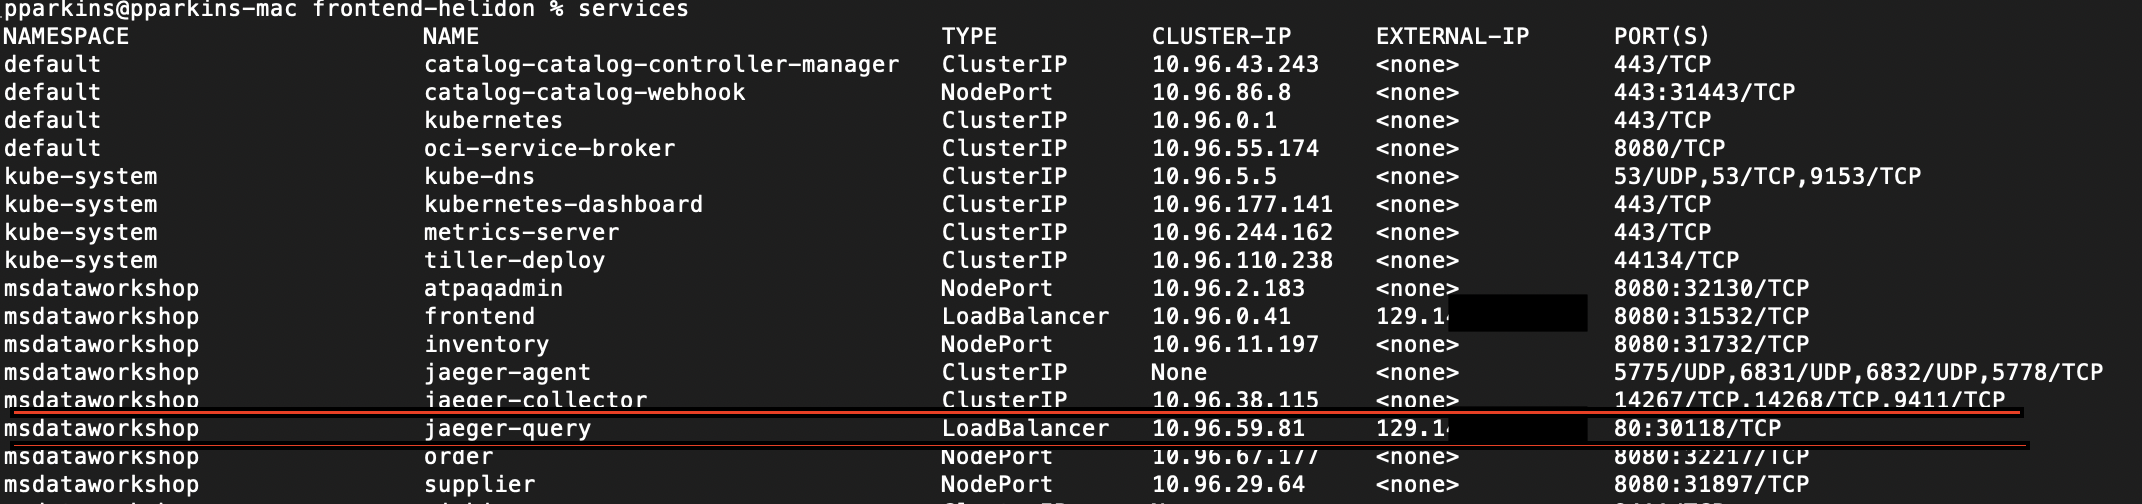 pparkins@pparkins-mac frontend-helidon % services
NAMESPACE NAME TYPE CLUSTER-IP EXTERNAL-IP PORT(S)
default catalog-catalog-controller-manager ClusterIP 10.96.43.243 <none> 443/TCP
default catalog-catalog-webhook NodePort 10.96.86.8 <none> 443:31443/TCP
default kubernetes ClusterIP 10.96.0.1 <none> 443/TCP
default oci-service-broker ClusterIP 10.96.55.174 <none> 8080/TCP
kube-system kube-dns ClusterIP 10.96.5.5 <none> 53/UDP,53/TCP,9153/TCP
kube-system kubernetes-dashboard ClusterIP 10.96.177.141 <none> 443/TCP
kube-system metrics-server ClusterIP 10.96.244.162 <none> 443/TCP
kube-system tiller-deploy ClusterIP 10.96.110.238 <none> 44134/TCP
msdataworkshop atpaqadmin NodePort 10.96.2.183 <none> 8080:32130/TCP
msdataworkshop frontend LoadBalancer 10.96.0.41 129.14 8080:31532/TCP
msdataworkshop inventory NodePort 10.96.11.197 <none> 8080:31732/TCP
msdataworkshop jaeger-agent ClusterIP None <none> 5775/UDP,6831/UDP,6832/UDP,5778/TCP
msdataworkshop jaeger-collector ClusterIP 10.96.38.115 <none> 14267/TCP,14268/TCP,9411/TCP
msdataworkshop jaeger-query LoadBalancer 10.96.59.81 129.14 80:30118/TCP
msdataworkshop order NodePort 10.96.67.177 <none> 8080:32217/TCP
msdataworkshop supplier NodePort 10.96.29.64 <none> 8080:31897/TCP